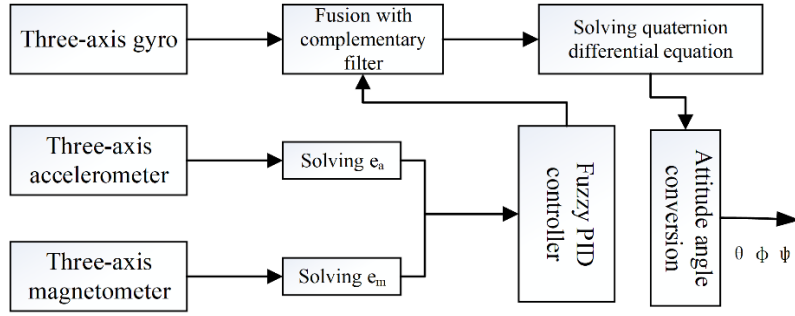 Three-axis gyro
Fusion with
complementary
filter
Solving quaternion
differential equation
Three-axis
accelerometer
Solving eₐ
Fuzzy PID
controller
Attitude angle
conversion
θ ϕ ψ
Three-axis
magnetometer
Solving eₘ